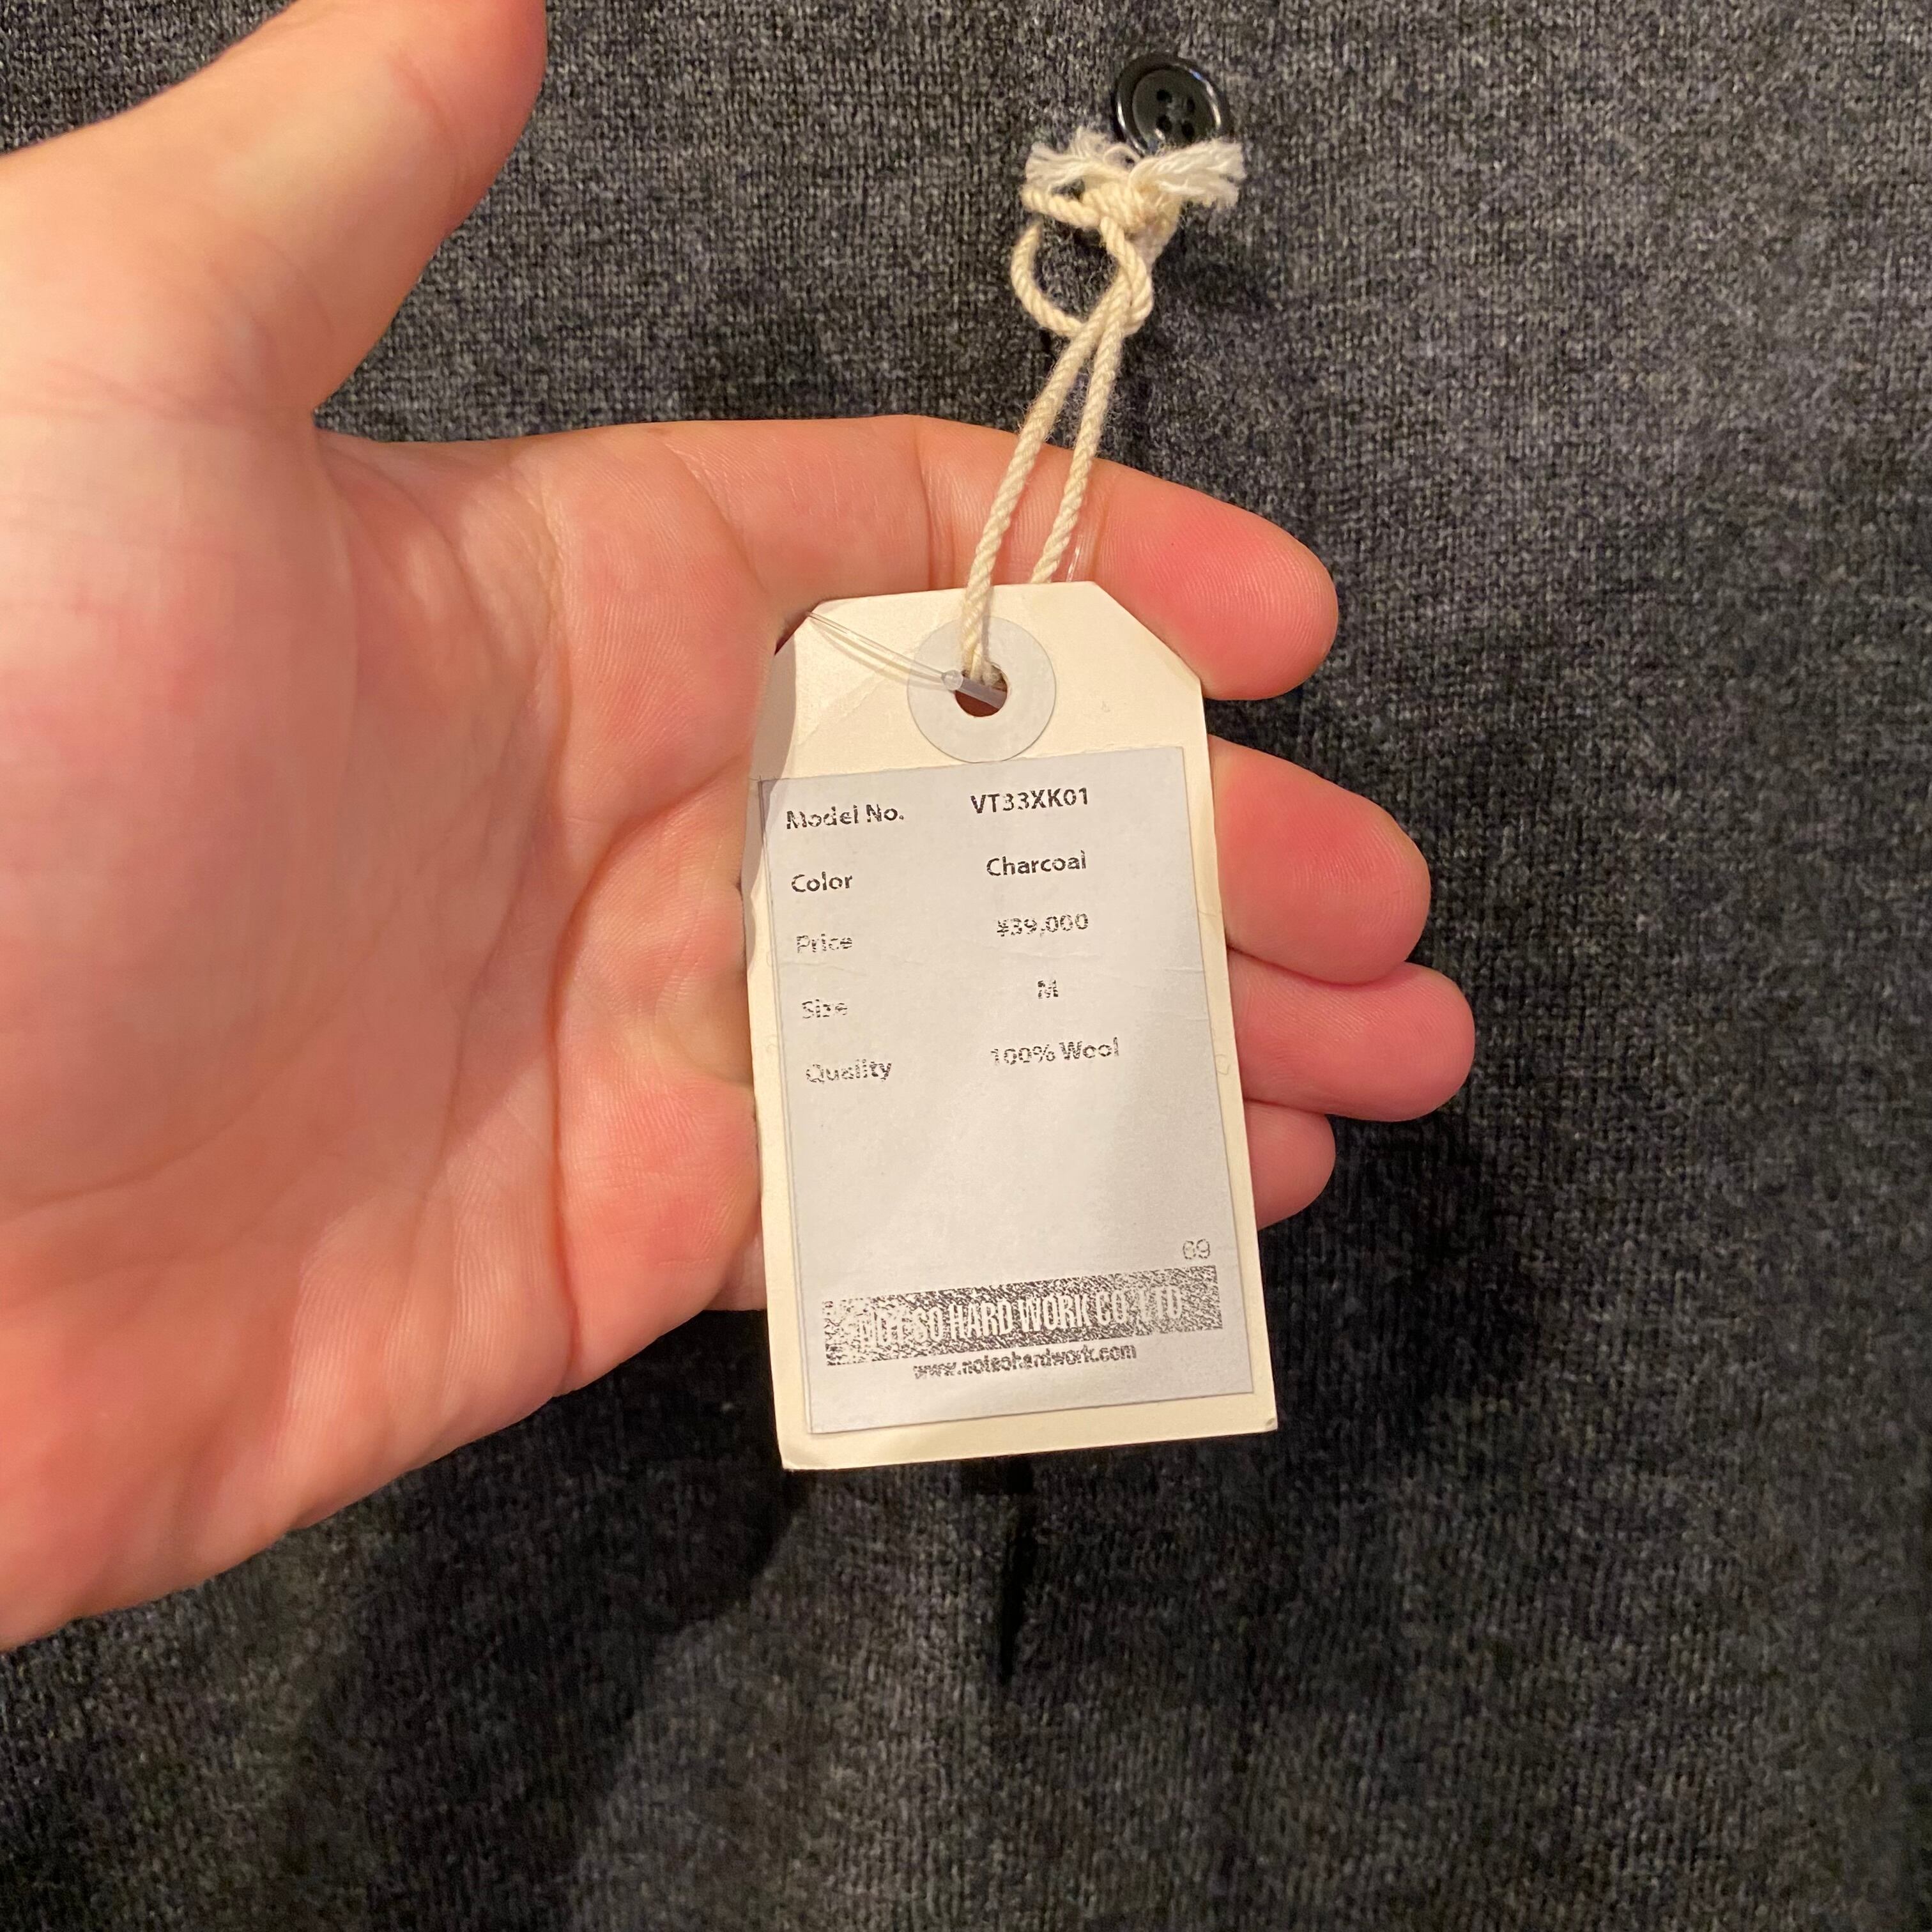 Model No. VT33XK01
Color Charcoal
Price ¥39,000
Size M
Quality 100% Wool
69
NOT SO HARD WORK CO.,LTD.
www.notsohardwork.com